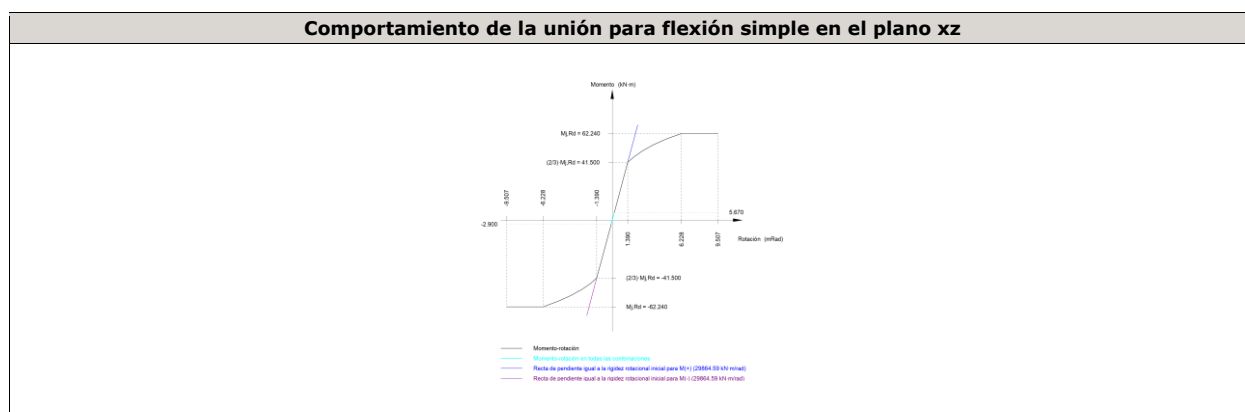 Comportamiento de la unión para flexión simple en el plano xz
Momento (kN·m)
Mj,Rd = 62.240
(2/3)·Mj,Rd = 41.500
-9.507
-6.228
-1.390
5.670
-2.900
1.390
6.228
9.507
Rotación (mRad)
(2/3)·Mj,Rd = -41.500
Mj,Rd = -62.240
Momento-rotación
Momento-rotación en todas las combinaciones
Recta de pendiente igual a la rigidez rotacional inicial para M(+) (29864.59 kN·m/rad)
Recta de pendiente igual a la rigidez rotacional inicial para M(-) (29864.59 kN·m/rad)